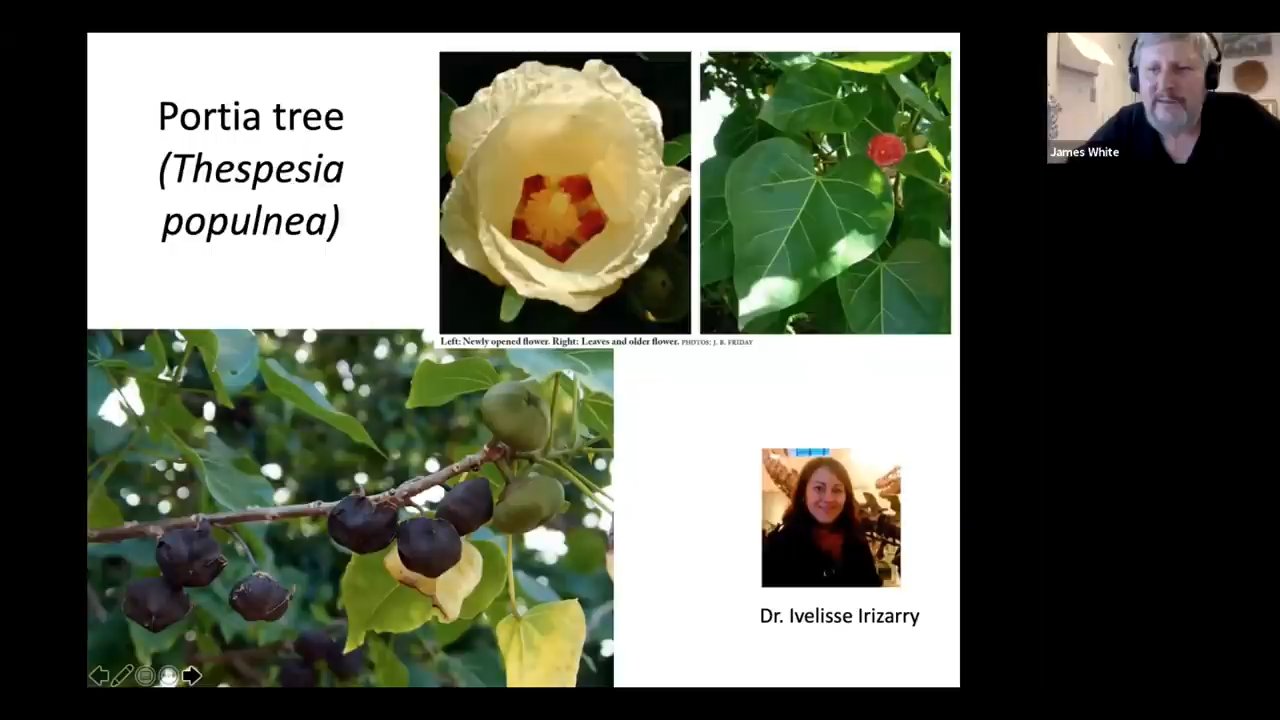 Portia tree
(Thespesia
populnea)
Left: Newly opened flower. Right: Leaves and older flower. PHOTOS: J. B. FRIDAY
Dr. Ivelisse Irizarry
James White